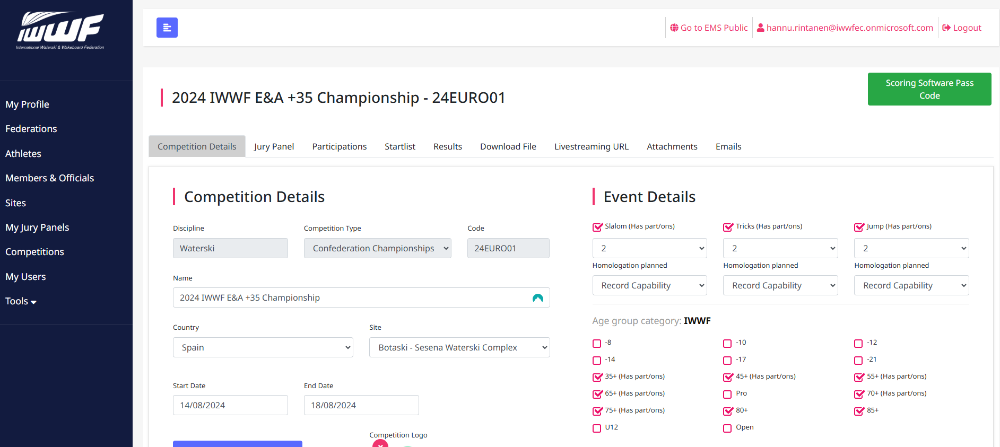 IWWF
International Waterski & Wakeboard Federation
My Profile
Federations
Athletes
Members & Officials
Sites
My Jury Panels
Competitions
My Users
Tools
Go to EMS Public
hannu.rintanen@iwwfec.onmicrosoft.com
Logout
Scoring Software Pass
Code
2024 IWWF E&A +35 Championship - 24EURO01
Competition Details
Jury Panel
Participations
Startlist
Results
Download File
Livestreaming URL
Attachments
Emails
Competition Details
Discipline
Competition Type
Code
Waterski
Confederation Championships
24EURO01
Name
2024 IWWF E&A +35 Championship
Country
Site
Spain
Botaski - Sesena Waterski Complex
Start Date
End Date
14/08/2024
18/08/2024
Competition Logo
Event Details
Slalom (Has part/ons)
Tricks (Has part/ons)
Jump (Has part/ons)
2
2
2
Homologation planned
Homologation planned
Homologation planned
Record Capability
Record Capability
Record Capability
Age group category: IWWF
-8
-10
-12
-14
-17
-21
35+ (Has part/ons)
45+ (Has part/ons)
55+ (Has part/ons)
65+ (Has part/ons)
Pro
70+ (Has part/ons)
75+ (Has part/ons)
80+
85+
U12
Open